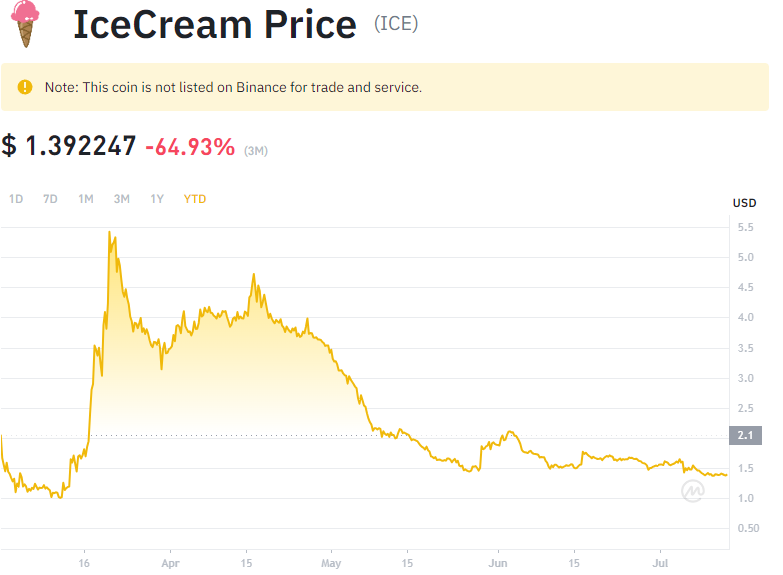 IceCream Price (ICE)
Note: This coin is not listed on Binance for trade and service.
$ 1.392247 -64.93% (3M)
1D 7D 1M 3M 1Y YTD
USD
5.5
5.0
4.5
4.0
3.5
3.0
2.5
2.1
1.5
1.0
0.50
16 Apr 15 May 15 Jun 15 Jul